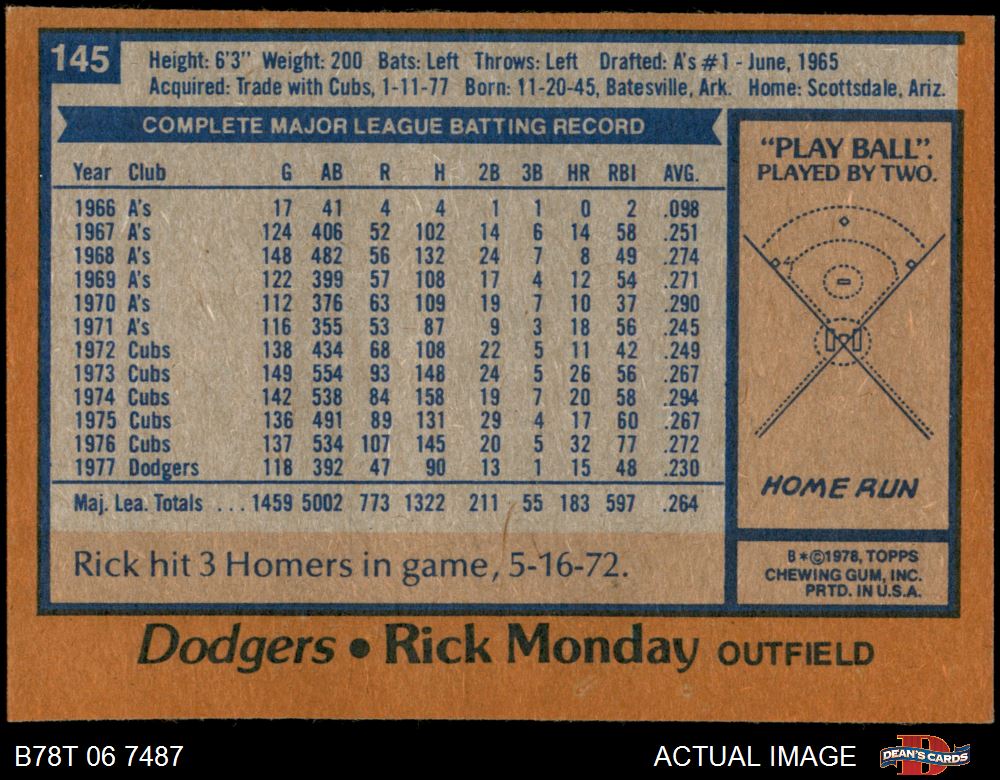 145
Height: 6'3" Weight: 200 Bats: Left Throws: Left Drafted: A's #1 - June, 1965
Acquired: Trade with Cubs, 1-11-77 Born: 11-20-45, Batesville, Ark. Home: Scottsdale, Ariz.
COMPLETE MAJOR LEAGUE BATTING RECORD
Year Club G AB R H 2B 3B HR RBI AVG.
1966 A's 17 41 4 4 1 1 0 2 .098
1967 A's 124 406 52 102 14 6 14 58 .251
1968 A's 148 482 56 132 24 7 8 49 .274
1969 A's 122 399 57 108 17 4 12 54 .271
1970 A's 112 376 63 109 19 7 10 37 .290
1971 A's 116 355 53 87 9 3 18 56 .245
1972 Cubs 138 434 68 108 22 5 11 42 .249
1973 Cubs 149 554 93 148 24 5 26 56 .267
1974 Cubs 142 538 84 158 19 7 20 58 .294
1975 Cubs 136 491 89 131 29 4 17 60 .267
1976 Cubs 137 534 107 145 20 5 32 77 .272
1977 Dodgers 118 392 47 90 13 1 15 48 .230
Maj. Lea. Totals ... 1459 5002 773 1322 211 55 183 597 .264
Rick hit 3 Homers in game, 5-16-72.
"PLAY BALL".
PLAYED BY TWO.
HOME RUN
B*©1978, TOPPS
CHEWING GUM, INC.
PRTD. IN U.S.A.
Dodgers • Rick Monday OUTFIELD
B78T 06 7487
ACTUAL IMAGE
D'S
DEAN'S CARDS